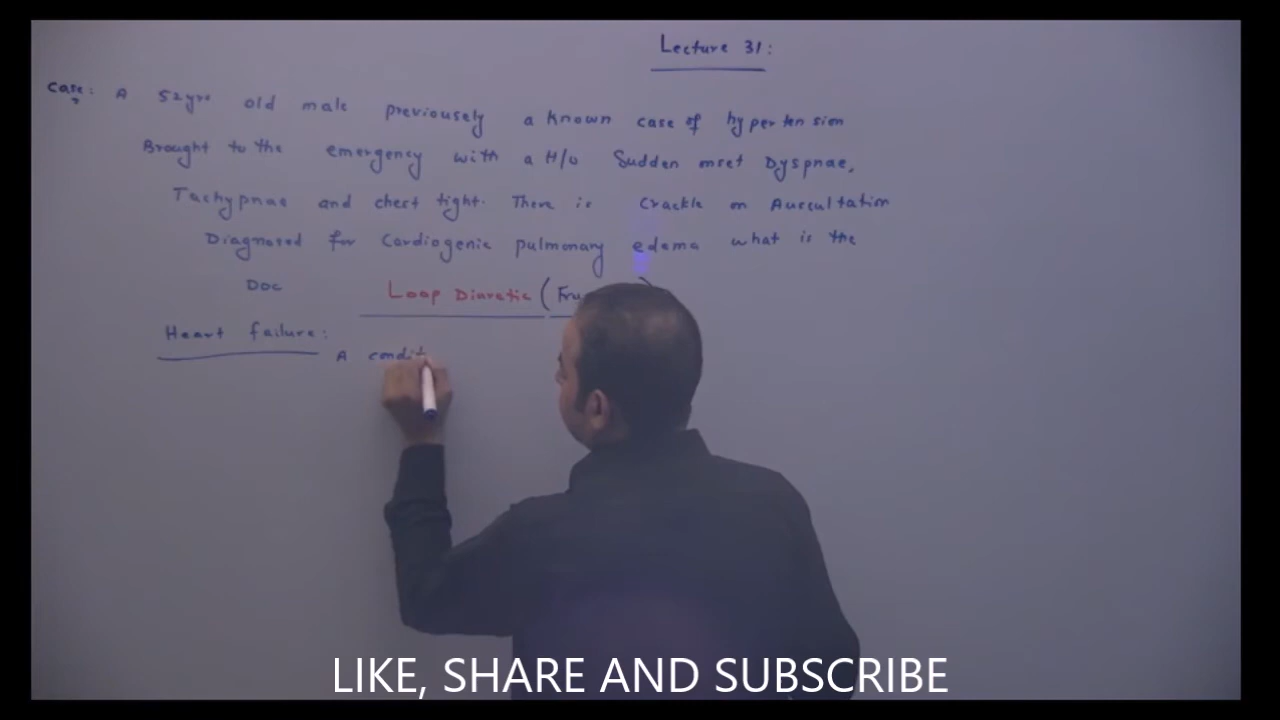 Lecture 31:
Case: A 52yrs old male previousely a known case of hypertension
Brought to the emergency with a H/o Sudden onset Dyspnae,
Tachypnae and chest tight. There is Crackle on Auscultation
Diagnosed for Cardiogenic pulmonary edema what is the
DOC Loop Diuretic (
Heart failure: A condit
LIKE, SHARE AND SUBSCRIBE